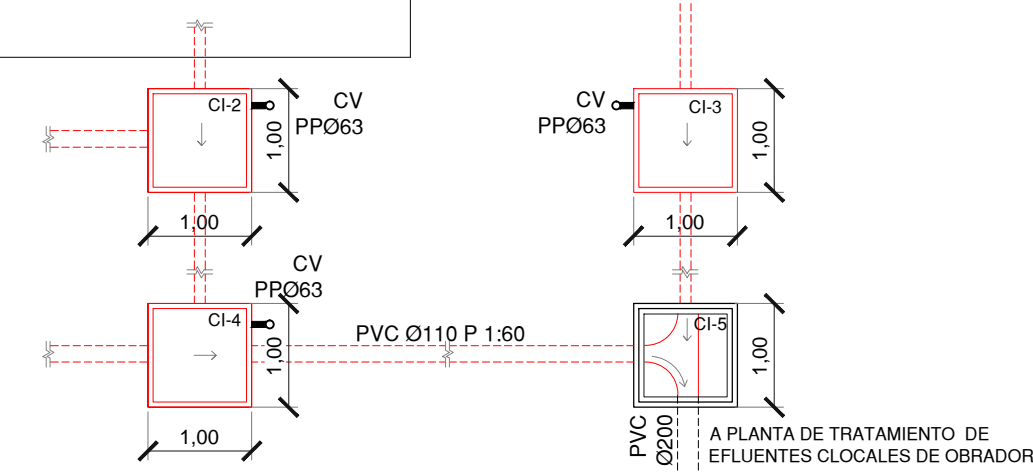 CI-2
CV
PPØ63
1,00
1,00
CV
PPØ63
CI-3
1,00
1,00
CV
PPØ63
CI-4
1,00
1,00
PVC Ø110 P 1:60
CI-5
1,00
PVC
Ø200
A PLANTA DE TRATAMIENTO DE
EFLUENTES CLOCALES DE OBRADOR